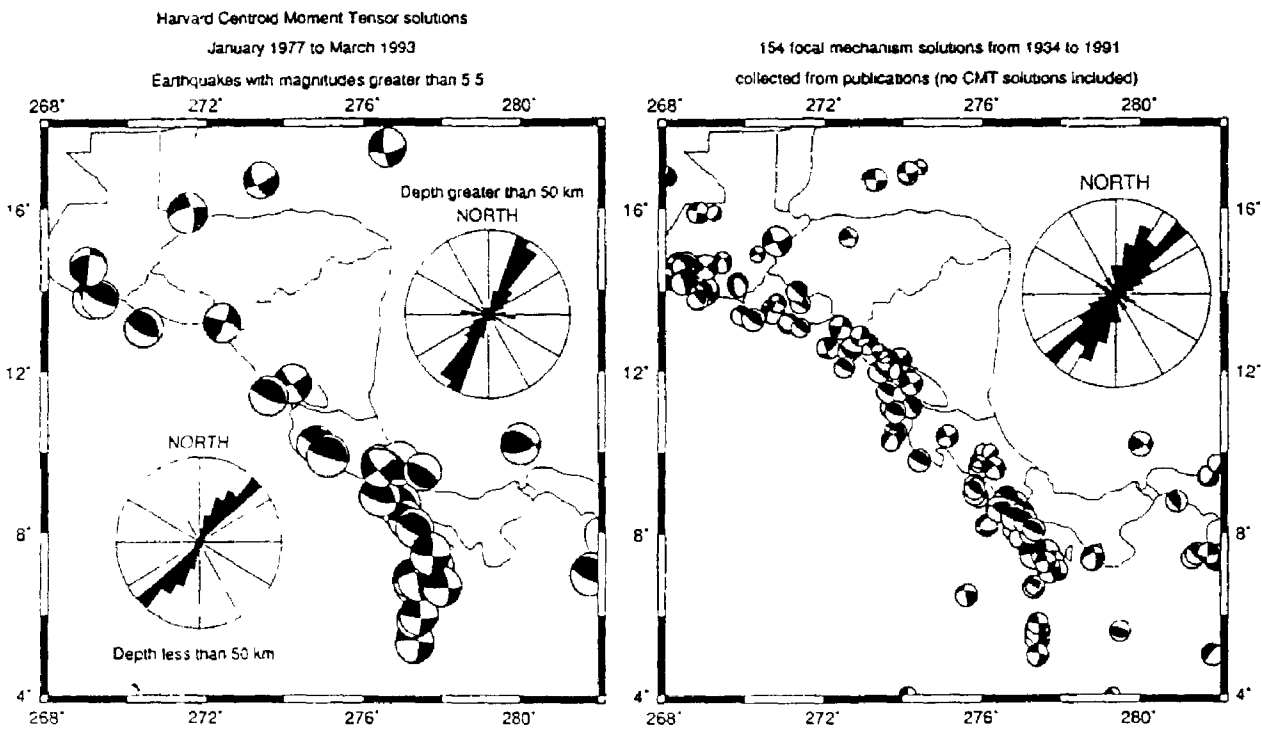 Harvard Centroid Moment Tensor solutions
January 1977 to March 1993
Earthquakes with magnitudes greater than 5.5
268° 272° 276° 280°
Depth greater than 50 km
NORTH
16°
12°
NORTH
8°
Depth less than 50 km
4°
268° 272° 276° 280°
154 focal mechanism solutions from 1934 to 1991
collected from publications (no CMT solutions included)
268° 272° 276° 280°
NORTH
16°
12°
8°
4°
268° 272° 276° 280°